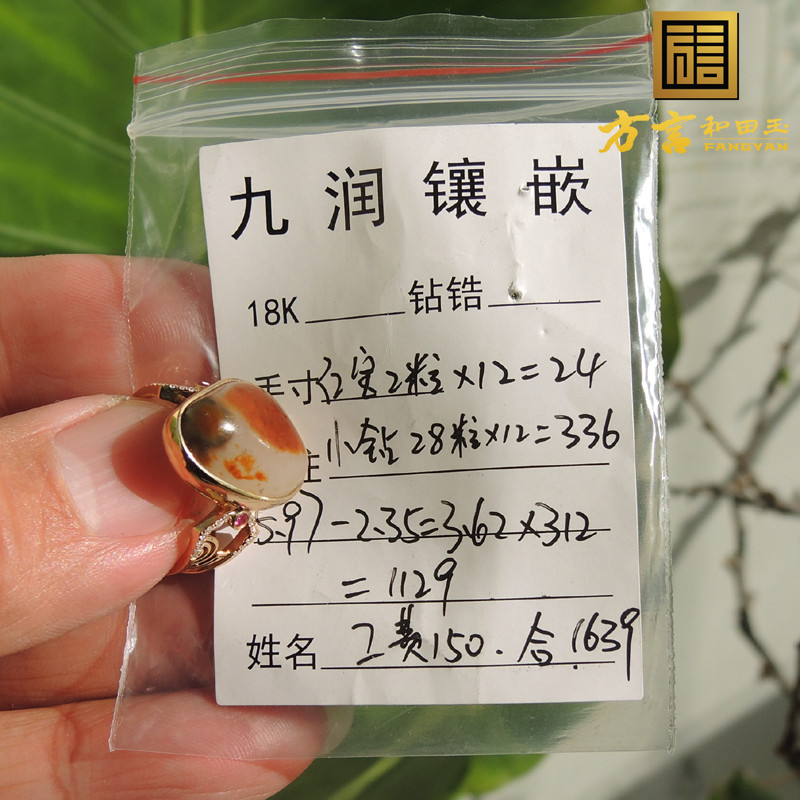 方言和田玉
FANGYAN
九润镶嵌
18K 钻锆
手寸红宝2粒×12=24
小钻28粒×12=336
5.97-2.35=3.62×312
=1129
姓名 工费150.合1639